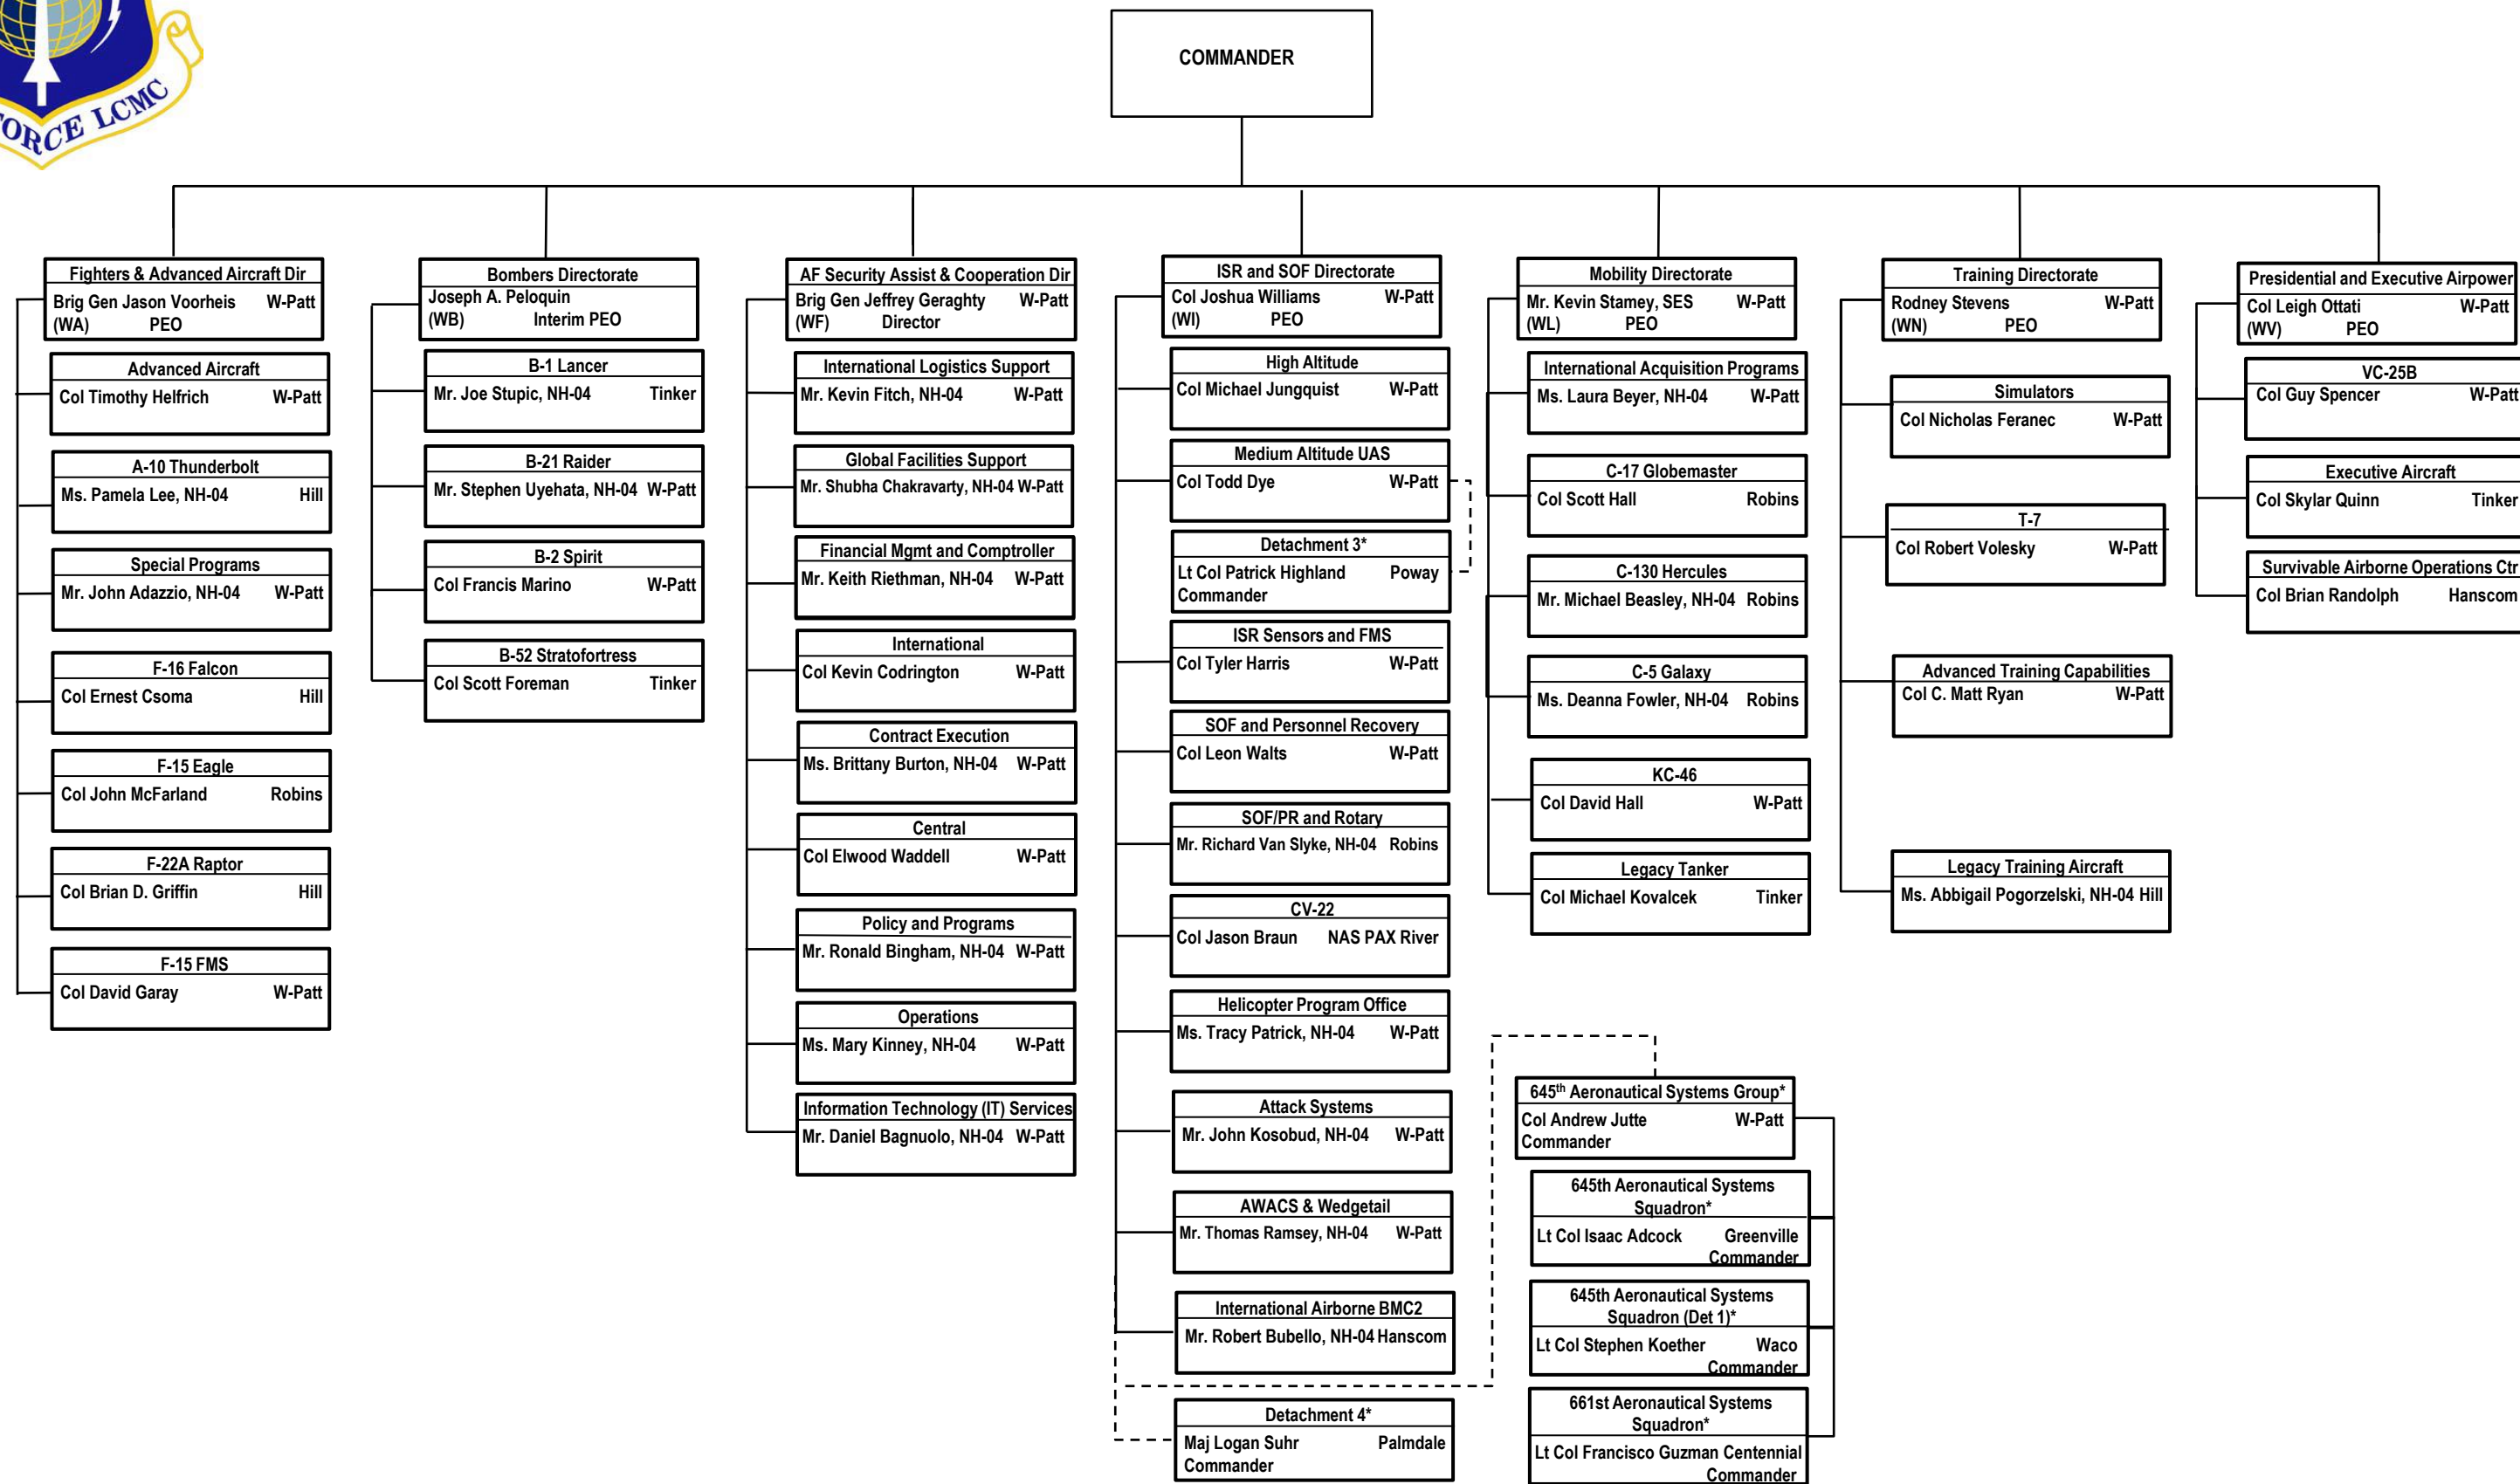 ORCE LCMC
COMMANDER
Fighters & Advanced Aircraft Dir
Brig Gen Jason Voorheis W-Patt
(WA) PEO
Advanced Aircraft
Col Timothy Helfrich W-Patt
A-10 Thunderbolt
Ms. Pamela Lee, NH-04 Hill
Special Programs
Mr. John Adazzio, NH-04 W-Patt
F-16 Falcon
Col Ernest Csoma Hill
F-15 Eagle
Col John McFarland Robins
F-22A Raptor
Col Brian D. Griffin Hill
F-15 FMS
Col David Garay W-Patt
Bombers Directorate
Joseph A. Peloquin
(WB) Interim PEO
B-1 Lancer
Mr. Joe Stupic, NH-04 Tinker
B-21 Raider
Mr. Stephen Uyehata, NH-04 W-Patt
B-2 Spirit
Col Francis Marino W-Patt
B-52 Stratofortress
Col Scott Foreman Tinker
AF Security Assist & Cooperation Dir
Brig Gen Jeffrey Geraghty W-Patt
(WF) Director
International Logistics Support
Mr. Kevin Fitch, NH-04 W-Patt
Global Facilities Support
Mr. Shubha Chakravarty, NH-04 W-Patt
Financial Mgmt and Comptroller
Mr. Keith Riethman, NH-04 W-Patt
International
Col Kevin Codrington W-Patt
Contract Execution
Ms. Brittany Burton, NH-04 W-Patt
Central
Col Elwood Waddell W-Patt
Policy and Programs
Mr. Ronald Bingham, NH-04 W-Patt
Operations
Ms. Mary Kinney, NH-04 W-Patt
Information Technology (IT) Services
Mr. Daniel Bagnuolo, NH-04 W-Patt
ISR and SOF Directorate
Col Joshua Williams W-Patt
(WI) PEO
High Altitude
Col Michael Jungquist W-Patt
Medium Altitude UAS
Col Todd Dye W-Patt
Detachment 3*
Lt Col Patrick Highland Poway
Commander
ISR Sensors and FMS
Col Tyler Harris W-Patt
SOF and Personnel Recovery
Col Leon Walts W-Patt
SOF/PR and Rotary
Mr. Richard Van Slyke, NH-04 Robins
CV-22
Col Jason Braun NAS PAX River
Helicopter Program Office
Ms. Tracy Patrick, NH-04 W-Patt
Attack Systems
Mr. John Kosobud, NH-04 W-Patt
AWACS & Wedgetail
Mr. Thomas Ramsey, NH-04 W-Patt
International Airborne BMC2
Mr. Robert Bubello, NH-04 Hanscom
Detachment 4*
Maj Logan Suhr Palmdale
Commander
Mobility Directorate
Mr. Kevin Stamey, SES W-Patt
(WL) PEO
International Acquisition Programs
Ms. Laura Beyer, NH-04 W-Patt
C-17 Globemaster
Col Scott Hall Robins
C-130 Hercules
Mr. Michael Beasley, NH-04 Robins
C-5 Galaxy
Ms. Deanna Fowler, NH-04 Robins
KC-46
Col David Hall W-Patt
Legacy Tanker
Col Michael Kovalcek Tinker
645th Aeronautical Systems Group*
Col Andrew Jutte W-Patt
Commander
645th Aeronautical Systems
Squadron*
Lt Col Isaac Adcock Greenville
Commander
645th Aeronautical Systems
Squadron (Det 1)*
Lt Col Stephen Koether Waco
Commander
661st Aeronautical Systems
Squadron*
Lt Col Francisco Guzman Centennial
Commander
Training Directorate
Rodney Stevens W-Patt
(WN) PEO
Simulators
Col Nicholas Feranec W-Patt
T-7
Col Robert Volesky W-Patt
Advanced Training Capabilities
Col C. Matt Ryan W-Patt
Legacy Training Aircraft
Ms. Abbigail Pogorzelski, NH-04 Hill
Presidential and Executive Airpower
Col Leigh Ottati W-Patt
(WV) PEO
VC-25B
Col Guy Spencer W-Patt
Executive Aircraft
Col Skylar Quinn Tinker
Survivable Airborne Operations Ctr
Col Brian Randolph Hanscom